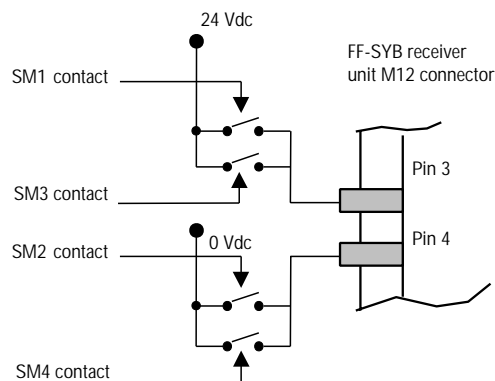 24 Vdc
FF-SYB receiver
unit M12 connector
SM1 contact
Pin 3
SM3 contact
0 Vdc
Pin 4
SM2 contact
SM4 contact